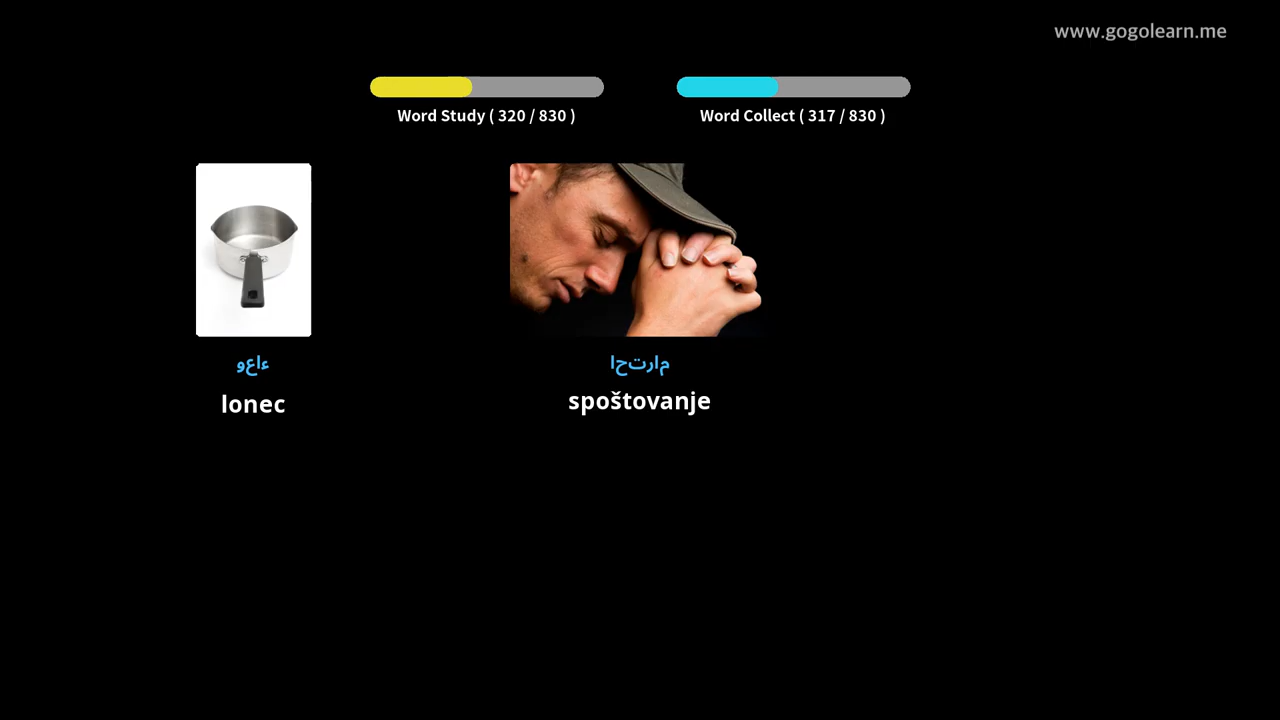 www.gogolearn.me
Word Study ( 320 / 830 )
Word Collect ( 317 / 830 )
وعاء
lonec
احترام
spoštovanje